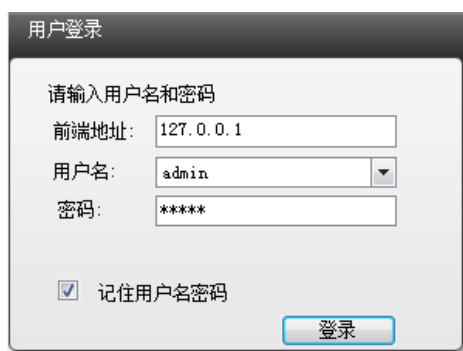 用户登录
请输入用户名和密码
前端地址: 127.0.0.1
用户名: admin
密码: *****
记住用户名密码
登录